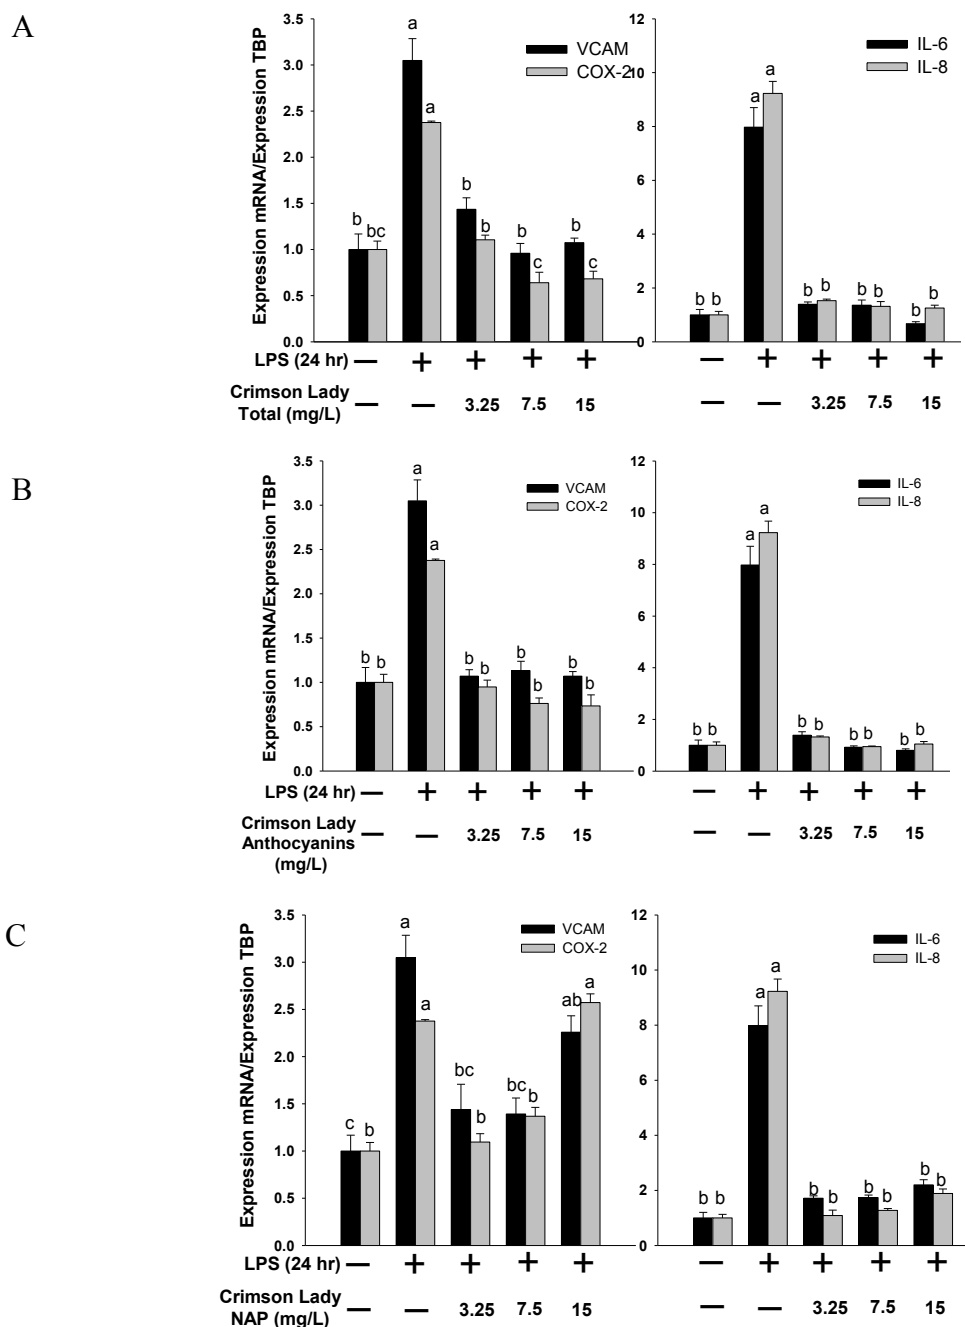 A
3.5
3.0
2.5
2.0
1.5
1.0
0.5
0.0
Expression mRNA/Expression TBP
VCAM
COX-2
b bc a a b b b c b c
12
10
8
6
4
2
0
IL-6
IL-8
b b a a b b b b b b
LPS (24 hr) — + + + + — + + + +
Crimson Lady
Total (mg/L) — — 3.25 7.5 15 — — 3.25 7.5 15
B
3.5
3.0
2.5
2.0
1.5
1.0
0.5
0.0
Expression mRNA/Expression TBP
VCAM
COX-2
b b a a b b b b b b
12
10
8
6
4
2
0
IL-6
IL-8
b b a a b b b b b b
LPS (24 hr) — + + + + — + + + +
Crimson Lady
Anthocyanins — — 3.25 7.5 15 — — 3.25 7.5 15
(mg/L)
C
3.5
3.0
2.5
2.0
1.5
1.0
0.5
0.0
Expression mRNA/Expression TBP
VCAM
COX-2
c b a a bc b bc b ab a
12
10
8
6
4
2
0
IL-6
IL-8
b b a a b b b b b b
LPS (24 hr) — + + + + — + + + +
Crimson Lady
NAP (mg/L) — — 3.25 7.5 15 — — 3.25 7.5 15